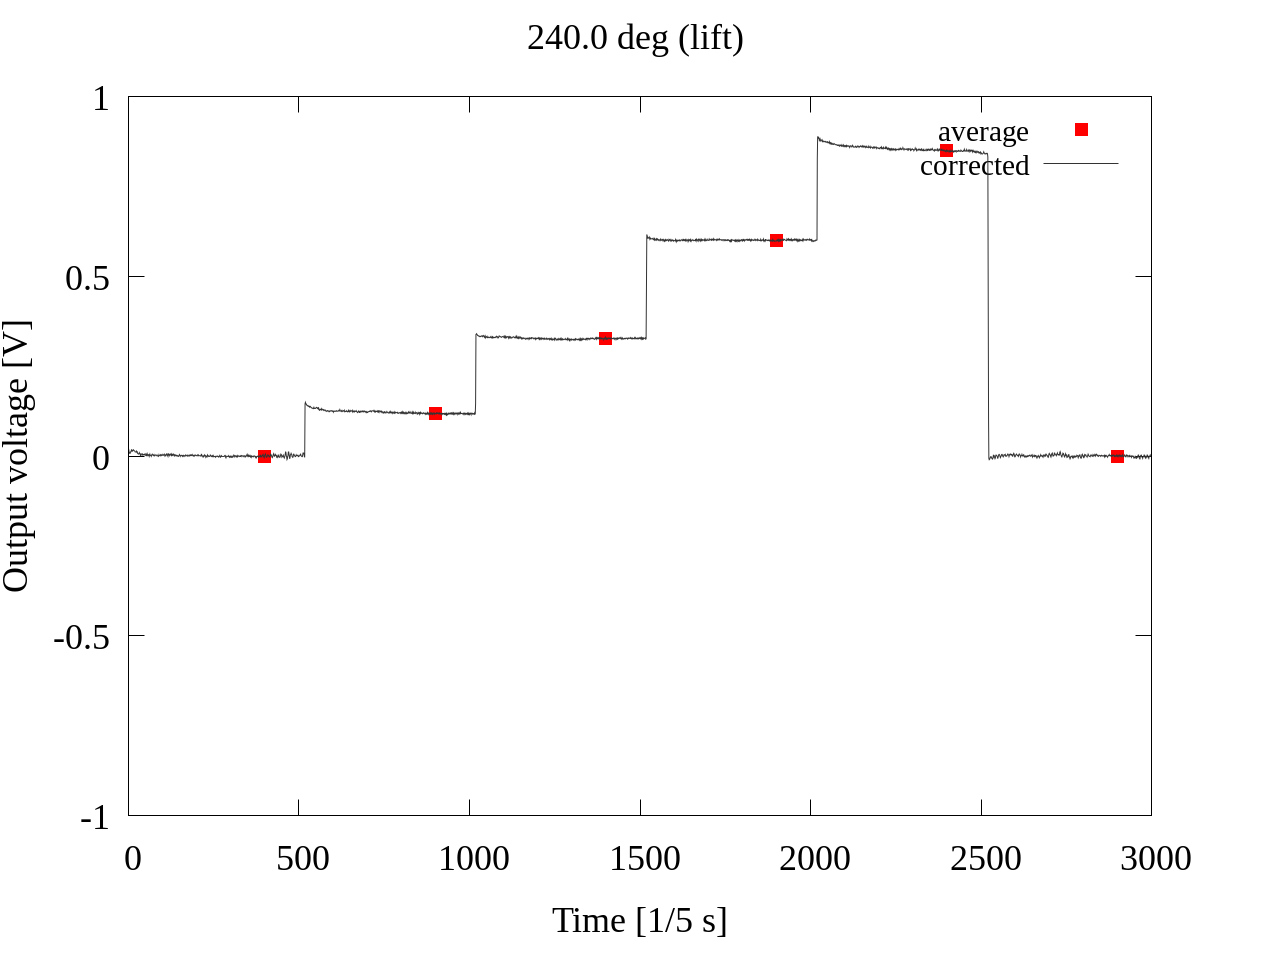 240.0 deg (lift)
1
0.5
0
-0.5
-1
Output voltage [V]
average
corrected
0 500 1000 1500 2000 2500 3000
Time [1/5 s]